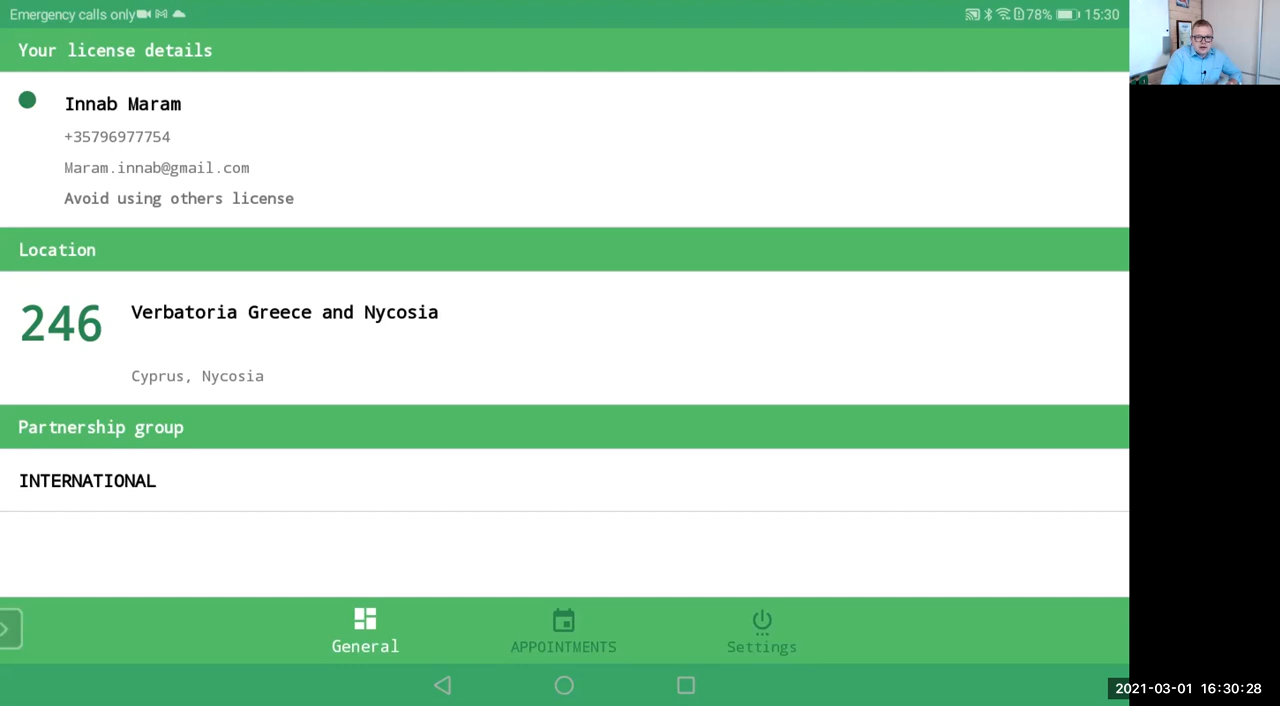 Emergency calls only
78% 15:30
Your license details
Innab Maram
+35796977754
Maram.innab@gmail.com
Avoid using others license
Location
246
Verbatoria Greece and Nycosia
Cyprus, Nycosia
Partnership group
INTERNATIONAL
General
APPOINTMENTS
Settings
2021-03-01 16:30:28